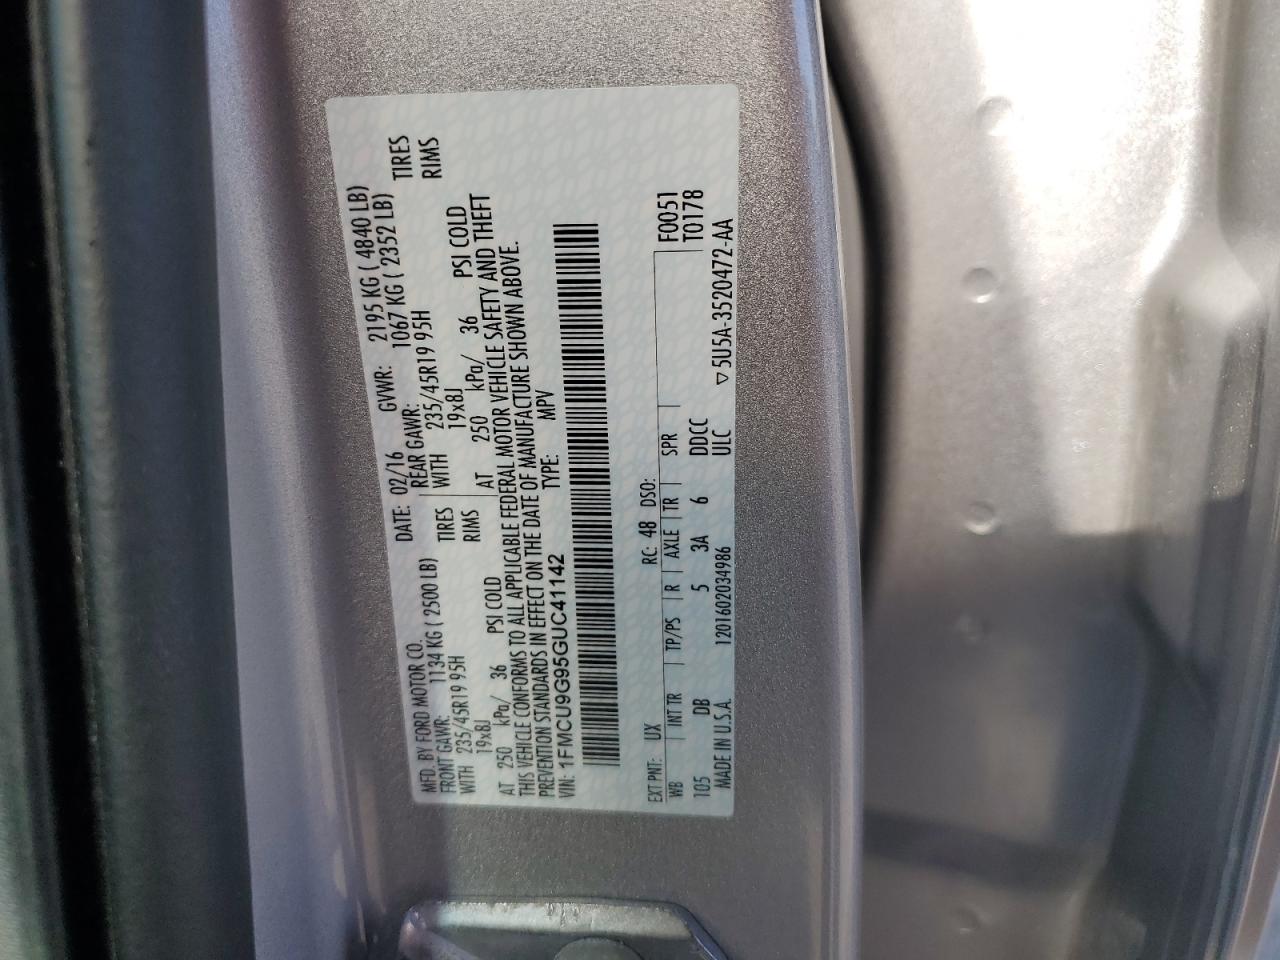 MFD. BY FORD MOTOR CO. DATE: 02/16 GVWR: 2195 KG ( 4840 LB)
FRONT GAWR: 1134 KG ( 2500 LB) REAR GAWR: 1067 KG ( 2352 LB)
WITH 235/45R19 95H TIRES WITH 235/45R19 95H TIRES
19x8J RIMS 19x8J RIMS
AT 250 kPa/ 36 PSI COLD AT 250 kPa/ 36 PSI COLD
THIS VEHICLE CONFORMS TO ALL APPLICABLE FEDERAL MOTOR VEHICLE SAFETY AND THEFT
PREVENTION STANDARDS IN EFFECT ON THE DATE OF MANUFACTURE SHOWN ABOVE.
VIN: 1FMCU9G95GUC41142 TYPE: MPV
F0051
T0178
EXT PNT: UX RC: 48 DSO:
WB INT TR TP/PS R AXLE TR SPR
105 DB 5 3A 6 DDCC
MADE IN U.S.A. 1201602034986 ULC ▽5U5A-3520472-AA